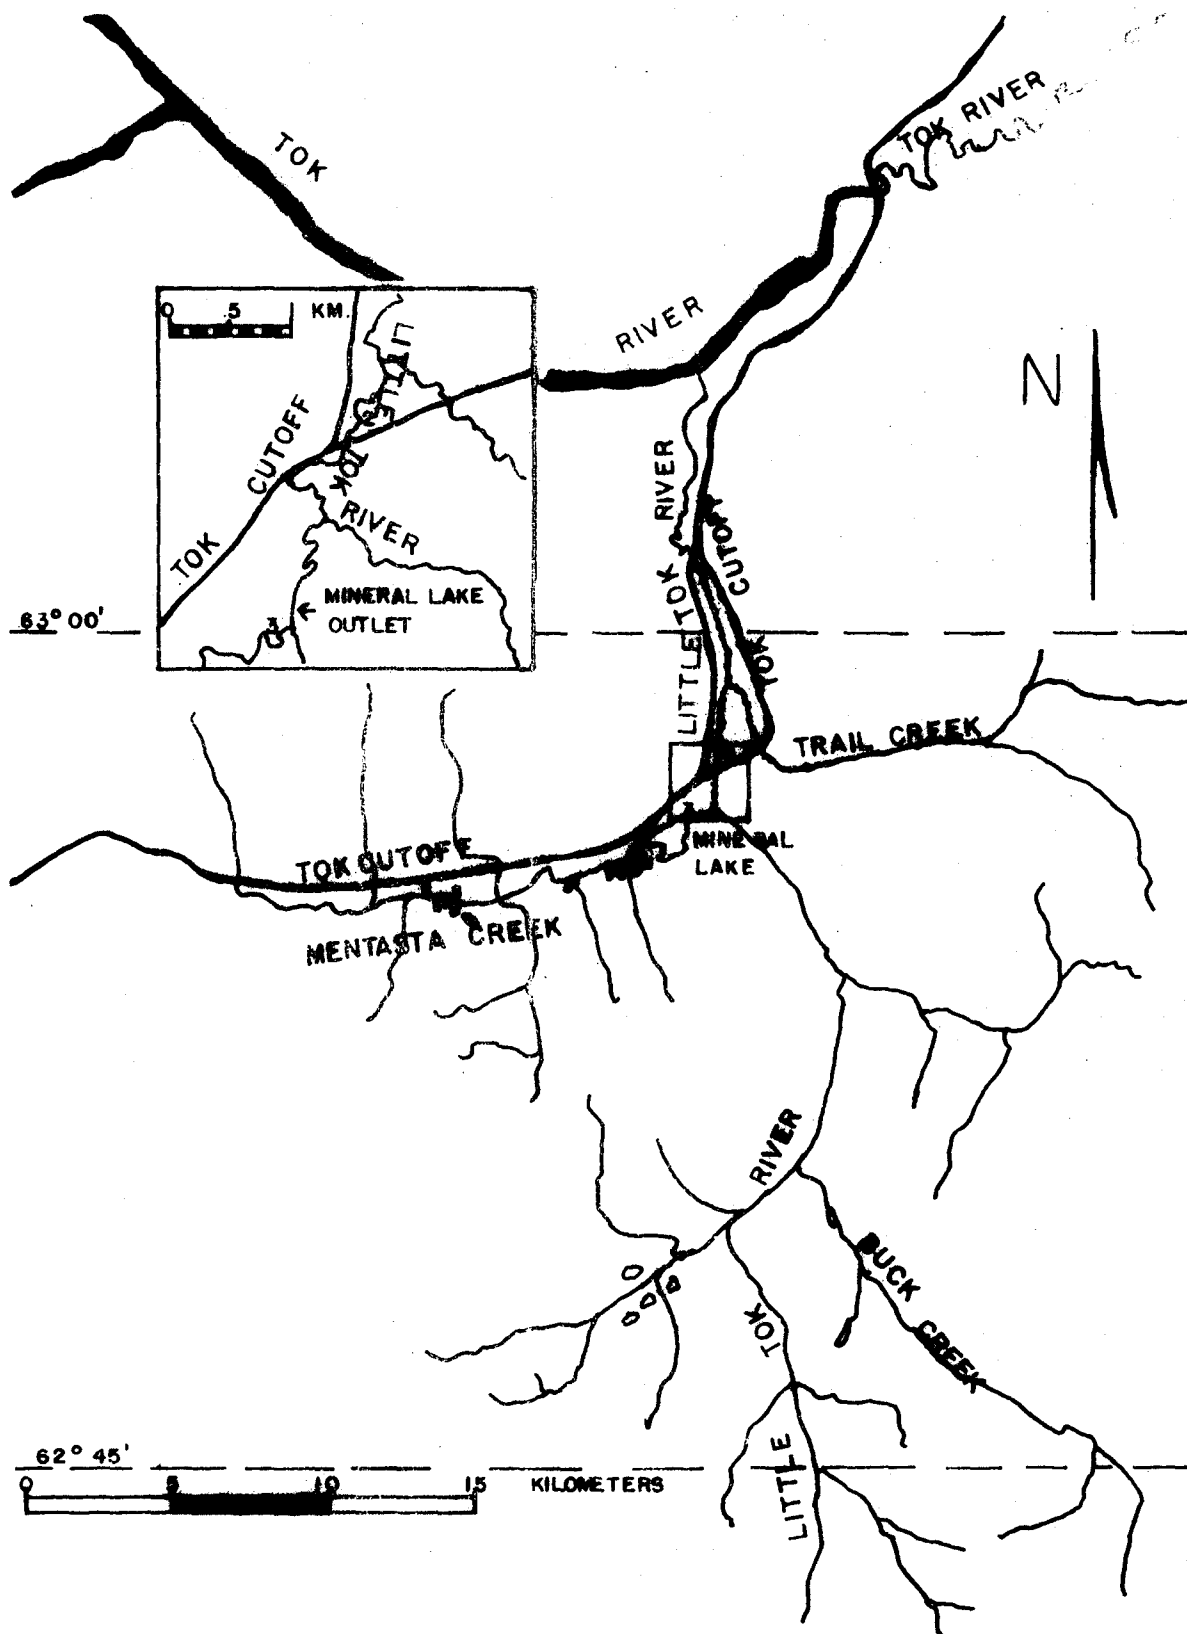 TOK RIVER
TOK
RIVER
0 .5 KM.
LITTLE TOK RIVER
TOK CUTOFF
MINERAL LAKE
OUTLET
3
N
63° 00'
LITTLE TOK RIVER
TOK CUTOFF
TRAIL CREEK
MINERAL
LAKE
TOK CUTOFF
MENTASTA CREEK
LITTLE TOK RIVER
BUCK CREEK
62° 45'
0 5 10 15 KILOMETERS